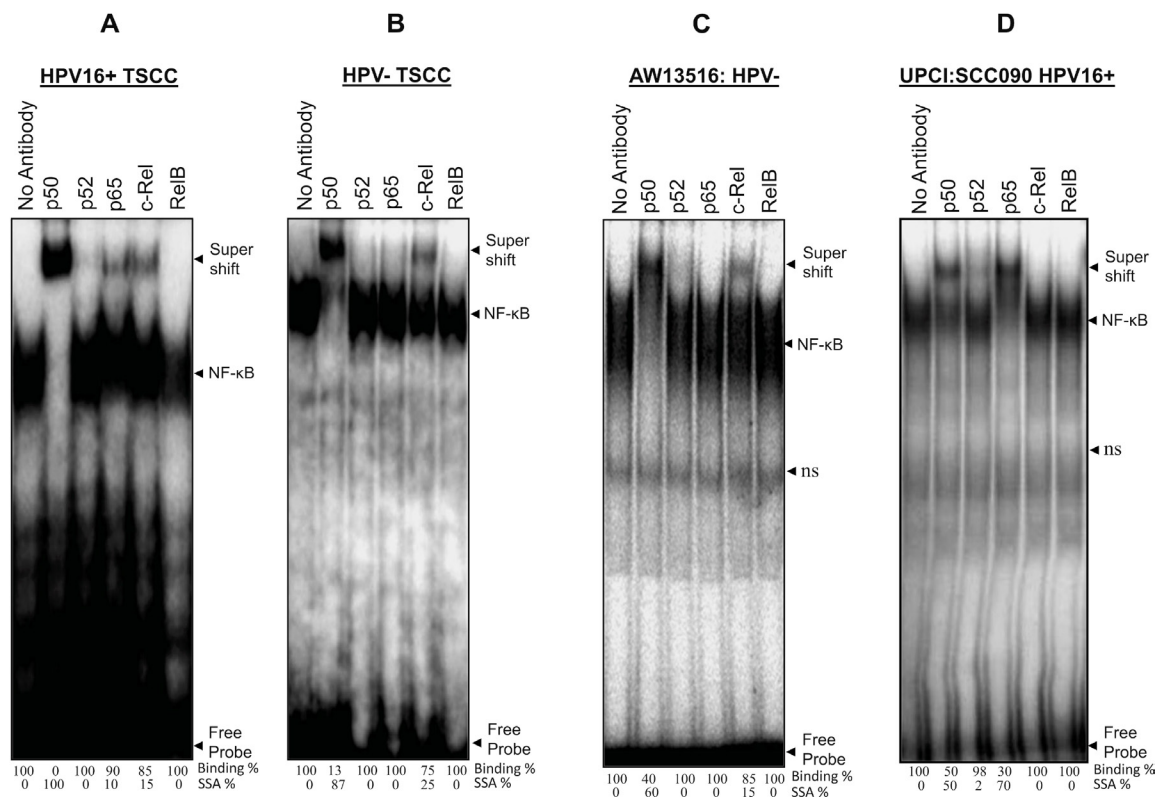 A
HPV16+ TSCC
No Antibody
p50
p52
p65
c-Rel
RelB
Super
shift
NF-κB
Free
Probe
100 0 100 90 85 100
0 100 0 10 15 0
B
HPV- TSCC
No Antibody
p50
p52
p65
c-Rel
RelB
Super
shift
NF-κB
Free
Probe
100 13 100 100 75 100 Binding %
0 87 0 0 25 0 SSA %
C
AW13516: HPV-
No Antibody
p50
p52
p65
c-Rel
RelB
Super
shift
NF-κB
ns
Free
Probe
100 40 100 100 85 100
0 60 0 0 15 0
D
UPCI:SCC090 HPV16+
No Antibody
p50
p52
p65
c-Rel
RelB
Super
shift
NF-κB
ns
Free
Probe
100 50 98 30 100 100 Binding %
0 50 2 70 0 0 SSA %
Binding %
SSA %
Binding %
SSA %